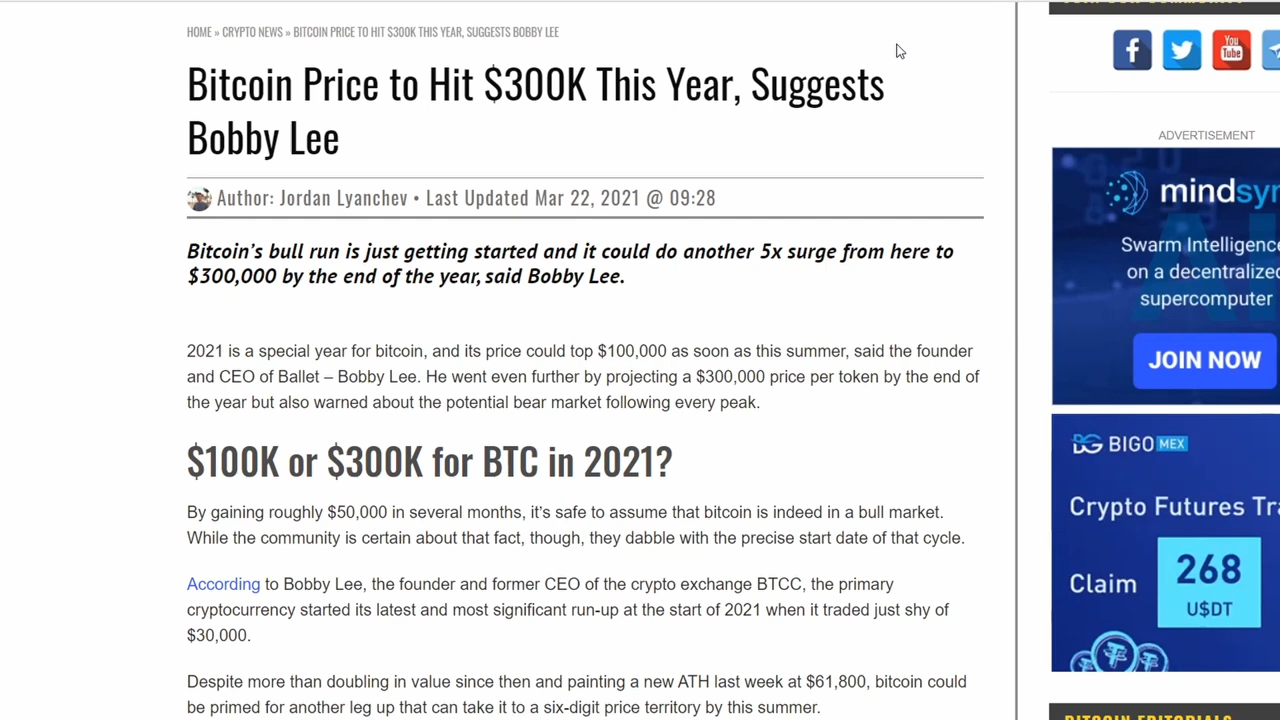 HOME » CRYPTO NEWS » BITCOIN PRICE TO HIT $300K THIS YEAR, SUGGESTS BOBBY LEE
Bitcoin Price to Hit $300K This Year, Suggests
Bobby Lee
Author: Jordan Lyanchev • Last Updated Mar 22, 2021 @ 09:28
Bitcoin's bull run is just getting started and it could do another 5x surge from here to
$300,000 by the end of the year, said Bobby Lee.
2021 is a special year for bitcoin, and its price could top $100,000 as soon as this summer, said the founder
and CEO of Ballet – Bobby Lee. He went even further by projecting a $300,000 price per token by the end of
the year but also warned about the potential bear market following every peak.
$100K or $300K for BTC in 2021?
By gaining roughly $50,000 in several months, it's safe to assume that bitcoin is indeed in a bull market.
While the community is certain about that fact, though, they dabble with the precise start date of that cycle.
According to Bobby Lee, the founder and former CEO of the crypto exchange BTCC, the primary
cryptocurrency started its latest and most significant run-up at the start of 2021 when it traded just shy of
$30,000.
Despite more than doubling in value since then and painting a new ATH last week at $61,800, bitcoin could
be primed for another leg up that can take it to a six-digit price territory by this summer.
You
Tube
ADVERTISEMENT
mindsyn
Swarm Intelligence
on a decentralized
supercomputer
JOIN NOW
BIGO MEX
Crypto Futures Tra
Claim
268
U$DT
BITCOIN EDITORIALS